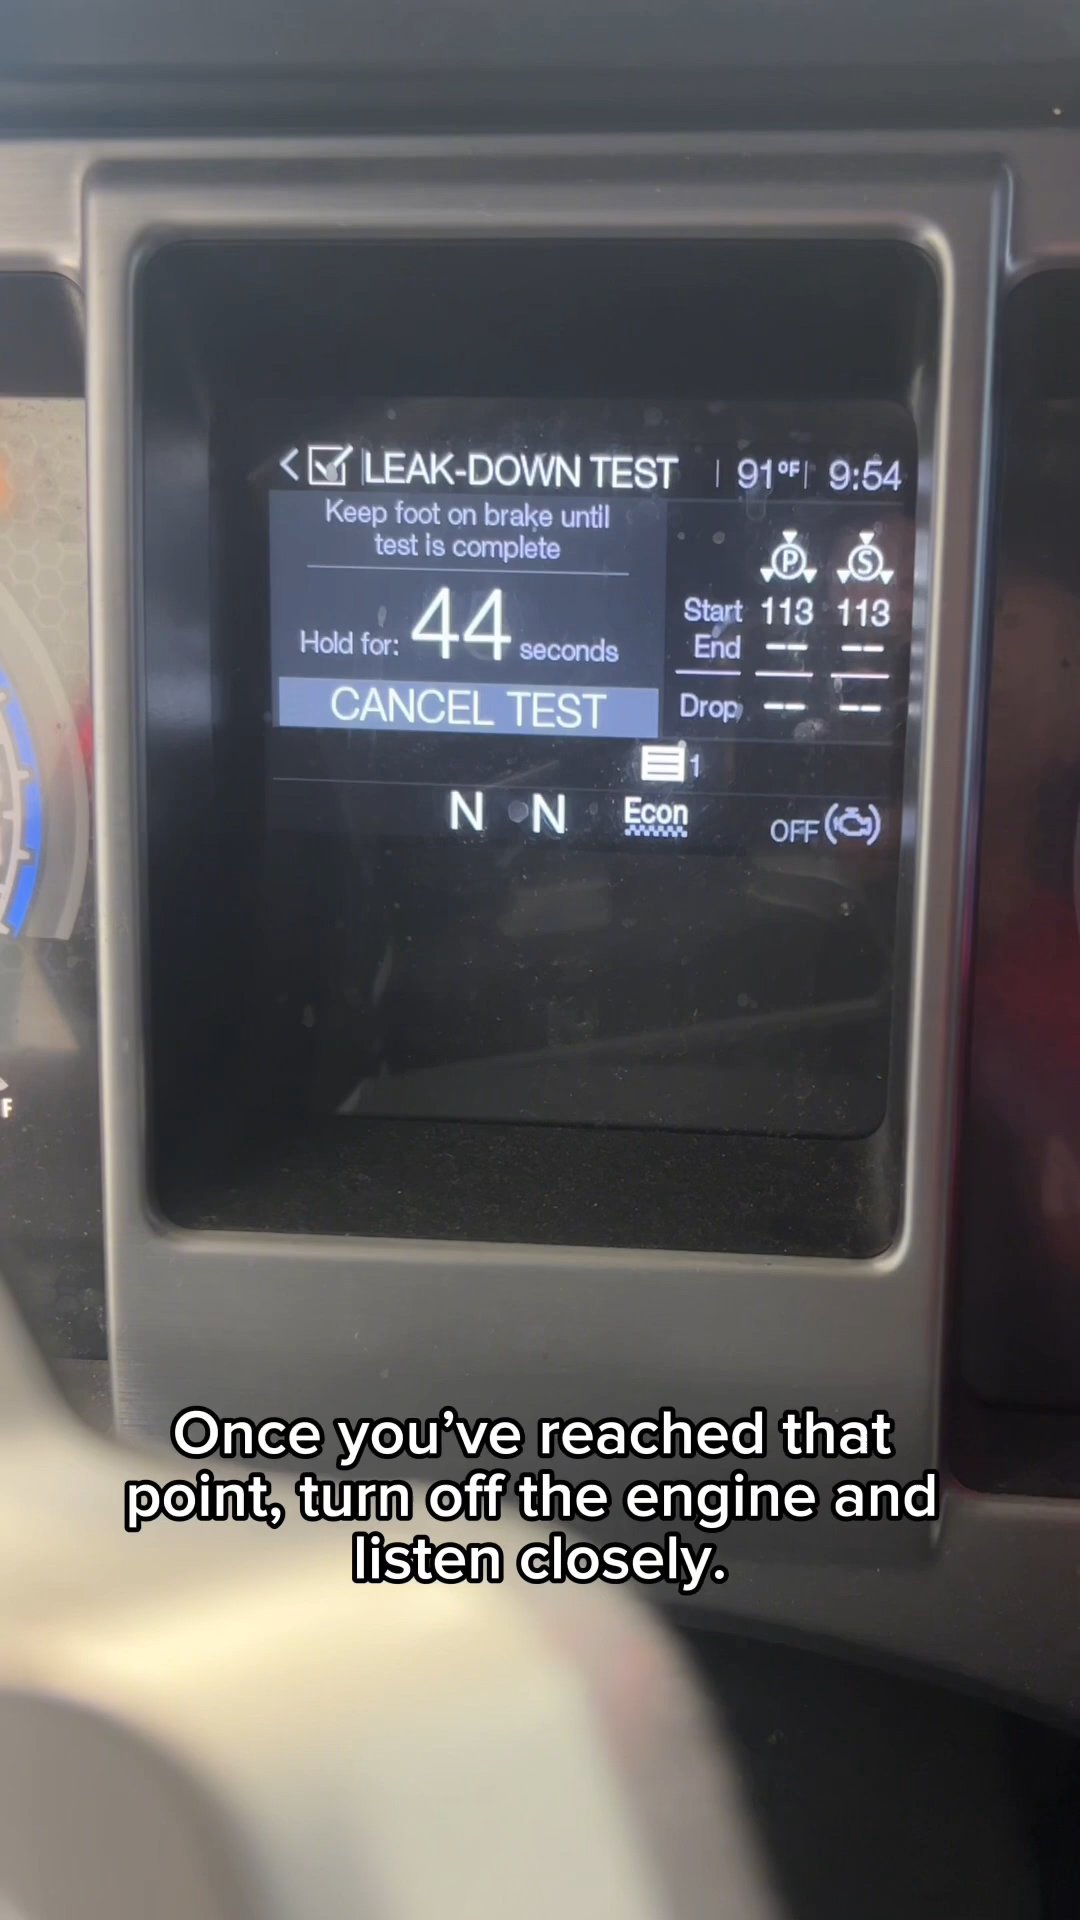 < LEAK-DOWN TEST | 91°F | 9:54
Keep foot on brake until
test is complete
Hold for: 44 seconds
CANCEL TEST
P S
Start 113 113
End -- --
Drop -- --
1
N N Econ OFF
F
Once you've reached that
point, turn off the engine and
listen closely.